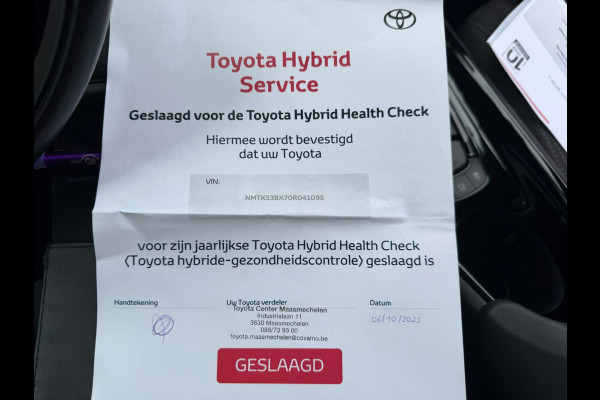 Toyota Hybrid
Service
Geslaagd voor de Toyota Hybrid Health Check
Hiermee wordt bevestigd
dat uw Toyota
VIN:
NMTKS3BX70R041095
voor zijn jaarlijkse Toyota Hybrid Health Check
(Toyota hybride-gezondheidscontrole) geslaagd is
Handtekening
Uw Toyota verdeler
Datum
Toyota Center Maasmechelen
Industrielaan 11
3630 Maasmechelen
089/73 93 00
toyota.maasmechelen@covamo.be
06/10/2025
GESLAAGD
10